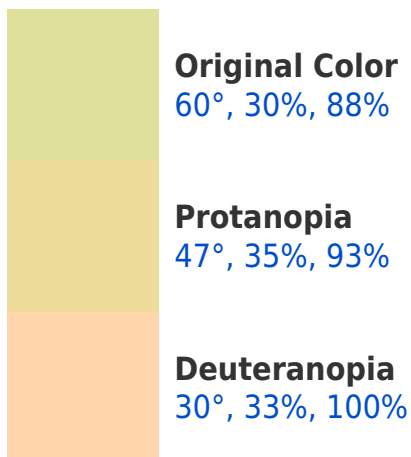 Original Color
60°, 30%, 88%
Protanopia
47°, 35%, 93%
Deuteranopia
30°, 33%, 100%